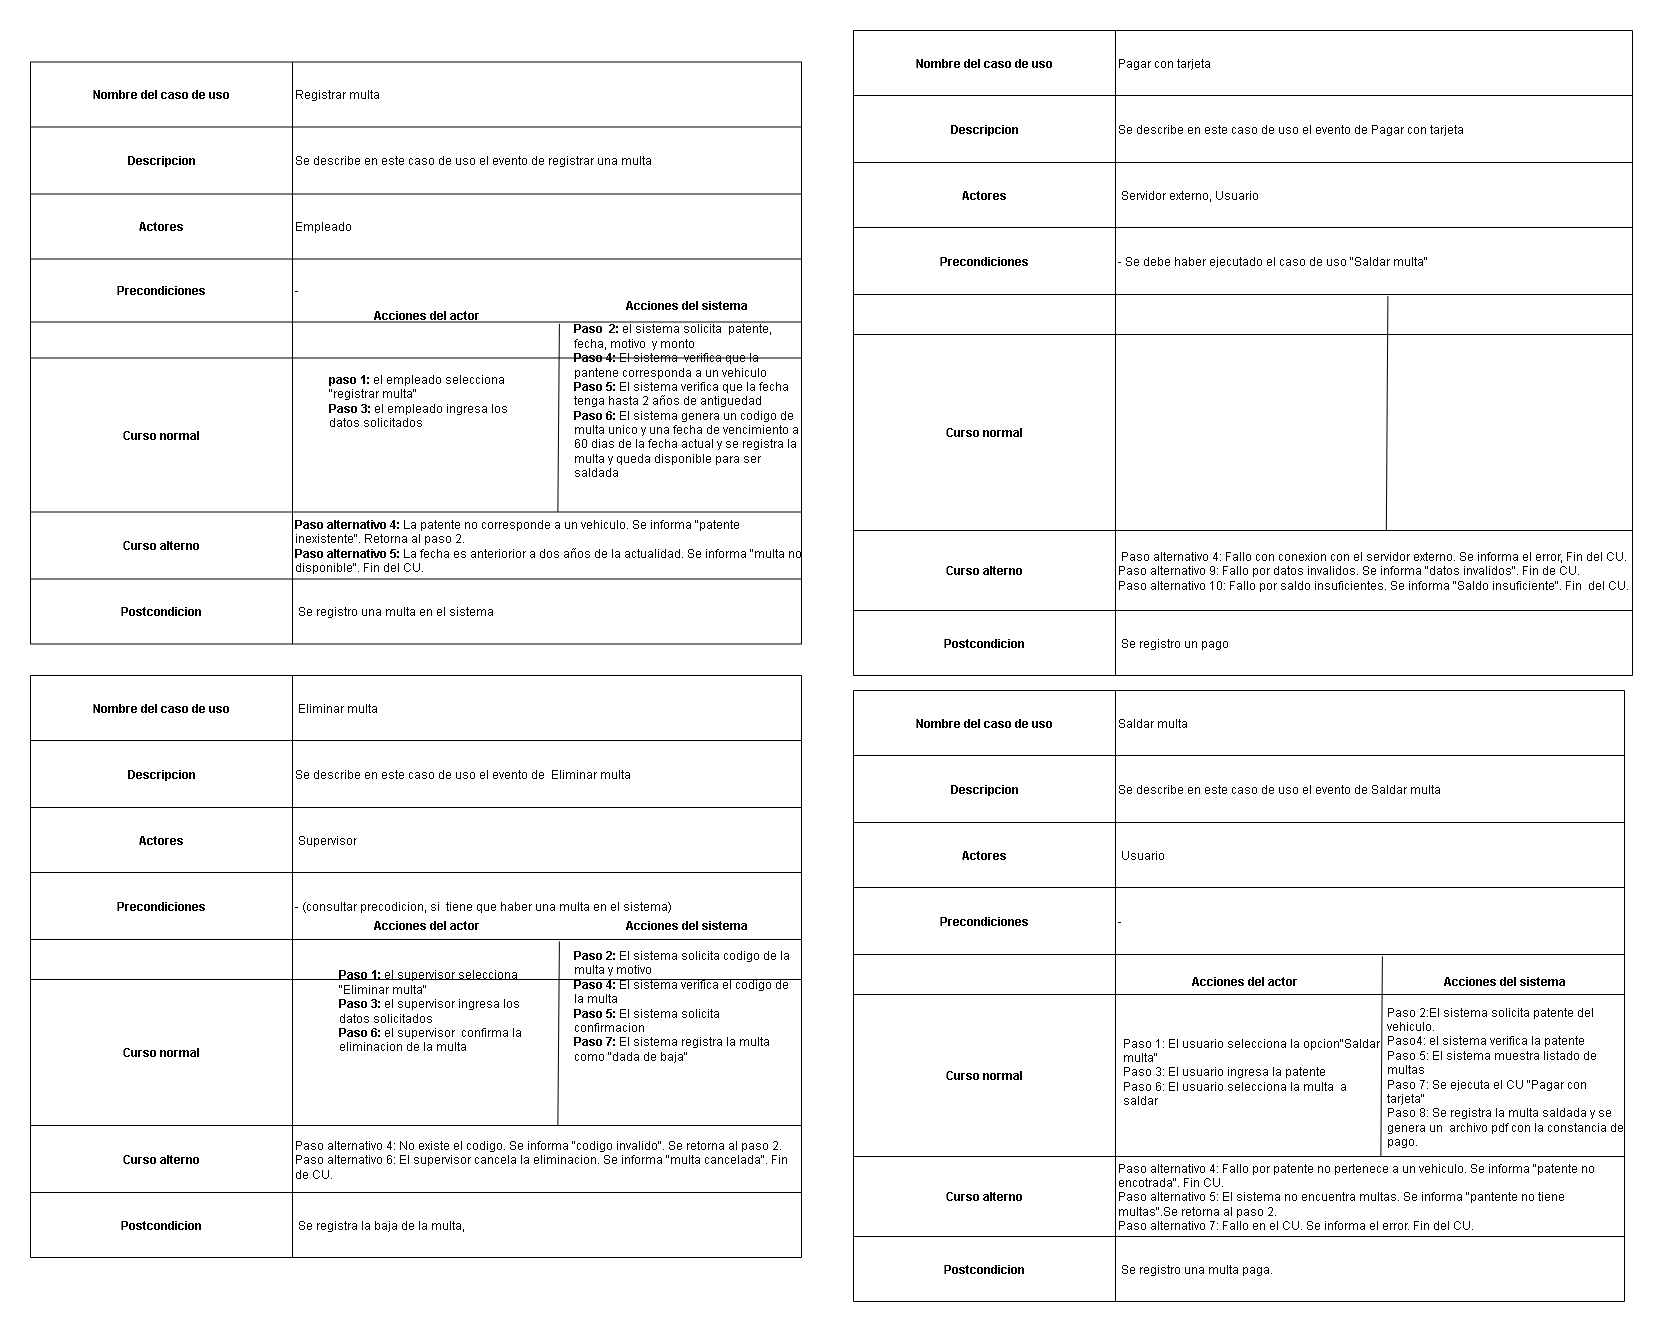 Nombre del caso de uso
Registrar multa
Descripcion
Se describe en este caso de uso el evento de registrar una multa
Actores
Empleado
Precondiciones
-
Acciones del actor
Acciones del sistema
paso 1: el empleado selecciona
"registrar multa"
Paso 3: el empleado ingresa los
datos solicitados
Paso 2: el sistema solicita patente,
fecha, motivo y monto
Paso 4: El sistema verifica que la
pantene corresponda a un vehiculo
Paso 5: El sistema verifica que la fecha
tenga hasta 2 años de antiguedad
Paso 6: El sistema genera un codigo de
multa unico y una fecha de vencimiento a
60 dias de la fecha actual y se registra la
multa y queda disponible para ser
saldada
Curso normal
Curso alterno
Paso alternativo 4: La patente no corresponde a un vehiculo. Se informa "patente
inexistente". Retorna al paso 2.
Paso alternativo 5: La fecha es anteriorior a dos años de la actualidad. Se informa "multa no
disponible". Fin del CU.
Postcondicion
Se registro una multa en el sistema
Nombre del caso de uso
Pagar con tarjeta
Descripcion
Se describe en este caso de uso el evento de Pagar con tarjeta
Actores
Servidor externo, Usuario
Precondiciones
- Se debe haber ejecutado el caso de uso "Saldar multa"
Curso normal
Curso alterno
Paso alternativo 4: Fallo con conexion con el servidor externo. Se informa el error, Fin del CU.
Paso alternativo 9: Fallo por datos invalidos. Se informa "datos invalidos". Fin de CU.
Paso alternativo 10: Fallo por saldo insuficientes. Se informa "Saldo insuficiente". Fin del CU.
Postcondicion
Se registro un pago
Nombre del caso de uso
Eliminar multa
Descripcion
Se describe en este caso de uso el evento de Eliminar multa
Actores
Supervisor
Precondiciones
- (consultar precodicion, si tiene que haber una multa en el sistema)
Acciones del actor
Acciones del sistema
Paso 1: el supervisor selecciona
"Eliminar multa"
Paso 3: el supervisor ingresa los
datos solicitados
Paso 6: el supervisor confirma la
eliminacion de la multa
Paso 2: El sistema solicita codigo de la
multa y motivo
Paso 4: El sistema verifica el codigo de
la multa
Paso 5: El sistema solicita
confirmacion
Paso 7: El sistema registra la multa
como "dada de baja"
Curso normal
Curso alterno
Paso alternativo 4: No existe el codigo. Se informa "codigo invalido". Se retorna al paso 2.
Paso alternativo 6: El supervisor cancela la eliminacion. Se informa "multa cancelada". Fin
de CU.
Postcondicion
Se registra la baja de la multa,
Nombre del caso de uso
Saldar multa
Descripcion
Se describe en este caso de uso el evento de Saldar multa
Actores
Usuario
Precondiciones
-
Acciones del actor
Acciones del sistema
Curso normal
Paso 1: El usuario selecciona la opcion"Saldar
multa"
Paso 3: El usuario ingresa la patente
Paso 6: El usuario selecciona la multa a
saldar
Paso 2:El sistema solicita patente del
vehiculo.
Paso4: el sistema verifica la patente
Paso 5: El sistema muestra listado de
multas
Paso 7: Se ejecuta el CU "Pagar con
tarjeta"
Paso 8: Se registra la multa saldada y se
genera un archivo pdf con la constancia de
pago.
Curso alterno
Paso alternativo 4: Fallo por patente no pertenece a un vehiculo. Se informa "patente no
encotrada". Fin CU.
Paso alternativo 5: El sistema no encuentra multas. Se informa "pantente no tiene
multas".Se retorna al paso 2.
Paso alternativo 7: Fallo en el CU. Se informa el error. Fin del CU.
Postcondicion
Se registro una multa paga.